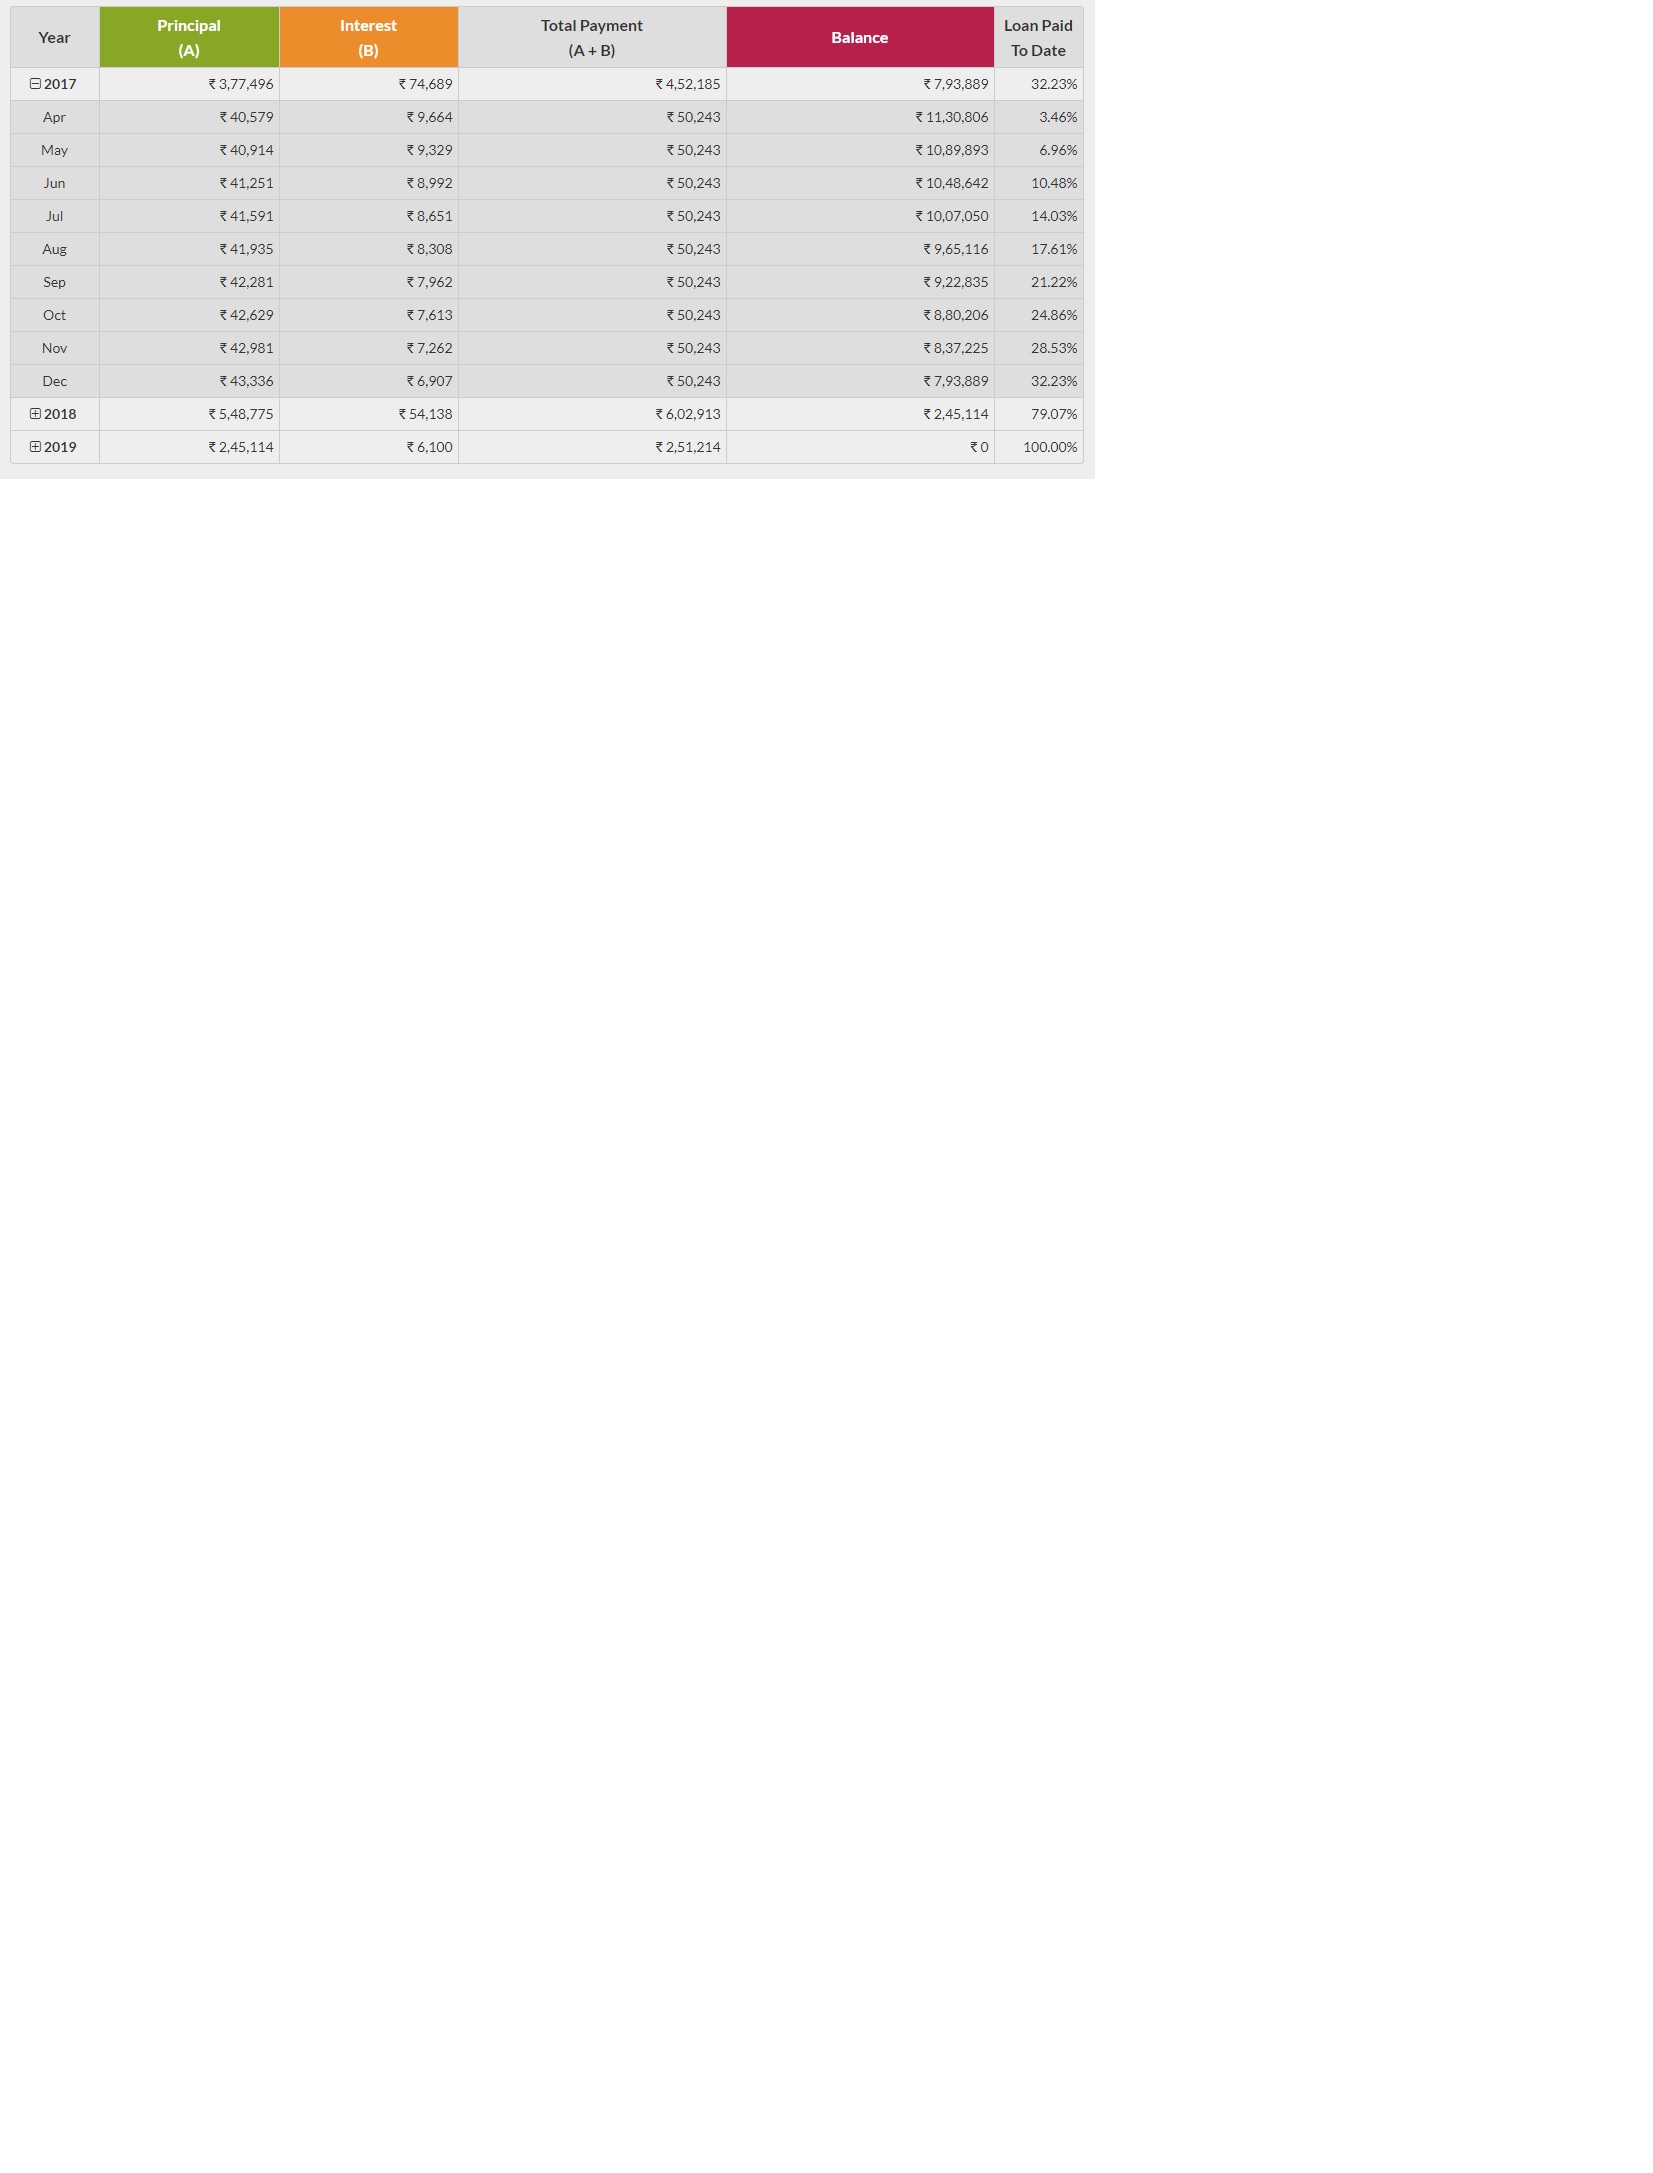 Year Principal (A) Interest (B) Total Payment (A + B) Balance Loan Paid To Date
2017 ₹ 3,77,496 ₹ 74,689 ₹ 4,52,185 ₹ 7,93,889 32.23%
Apr ₹ 40,579 ₹ 9,664 ₹ 50,243 ₹ 11,30,806 3.46%
May ₹ 40,914 ₹ 9,329 ₹ 50,243 ₹ 10,89,893 6.96%
Jun ₹ 41,251 ₹ 8,992 ₹ 50,243 ₹ 10,48,642 10.48%
Jul ₹ 41,591 ₹ 8,651 ₹ 50,243 ₹ 10,07,050 14.03%
Aug ₹ 41,935 ₹ 8,308 ₹ 50,243 ₹ 9,65,116 17.61%
Sep ₹ 42,281 ₹ 7,962 ₹ 50,243 ₹ 9,22,835 21.22%
Oct ₹ 42,629 ₹ 7,613 ₹ 50,243 ₹ 8,80,206 24.86%
Nov ₹ 42,981 ₹ 7,262 ₹ 50,243 ₹ 8,37,225 28.53%
Dec ₹ 43,336 ₹ 6,907 ₹ 50,243 ₹ 7,93,889 32.23%
2018 ₹ 5,48,775 ₹ 54,138 ₹ 6,02,913 ₹ 2,45,114 79.07%
2019 ₹ 2,45,114 ₹ 6,100 ₹ 2,51,214 ₹ 0 100.00%